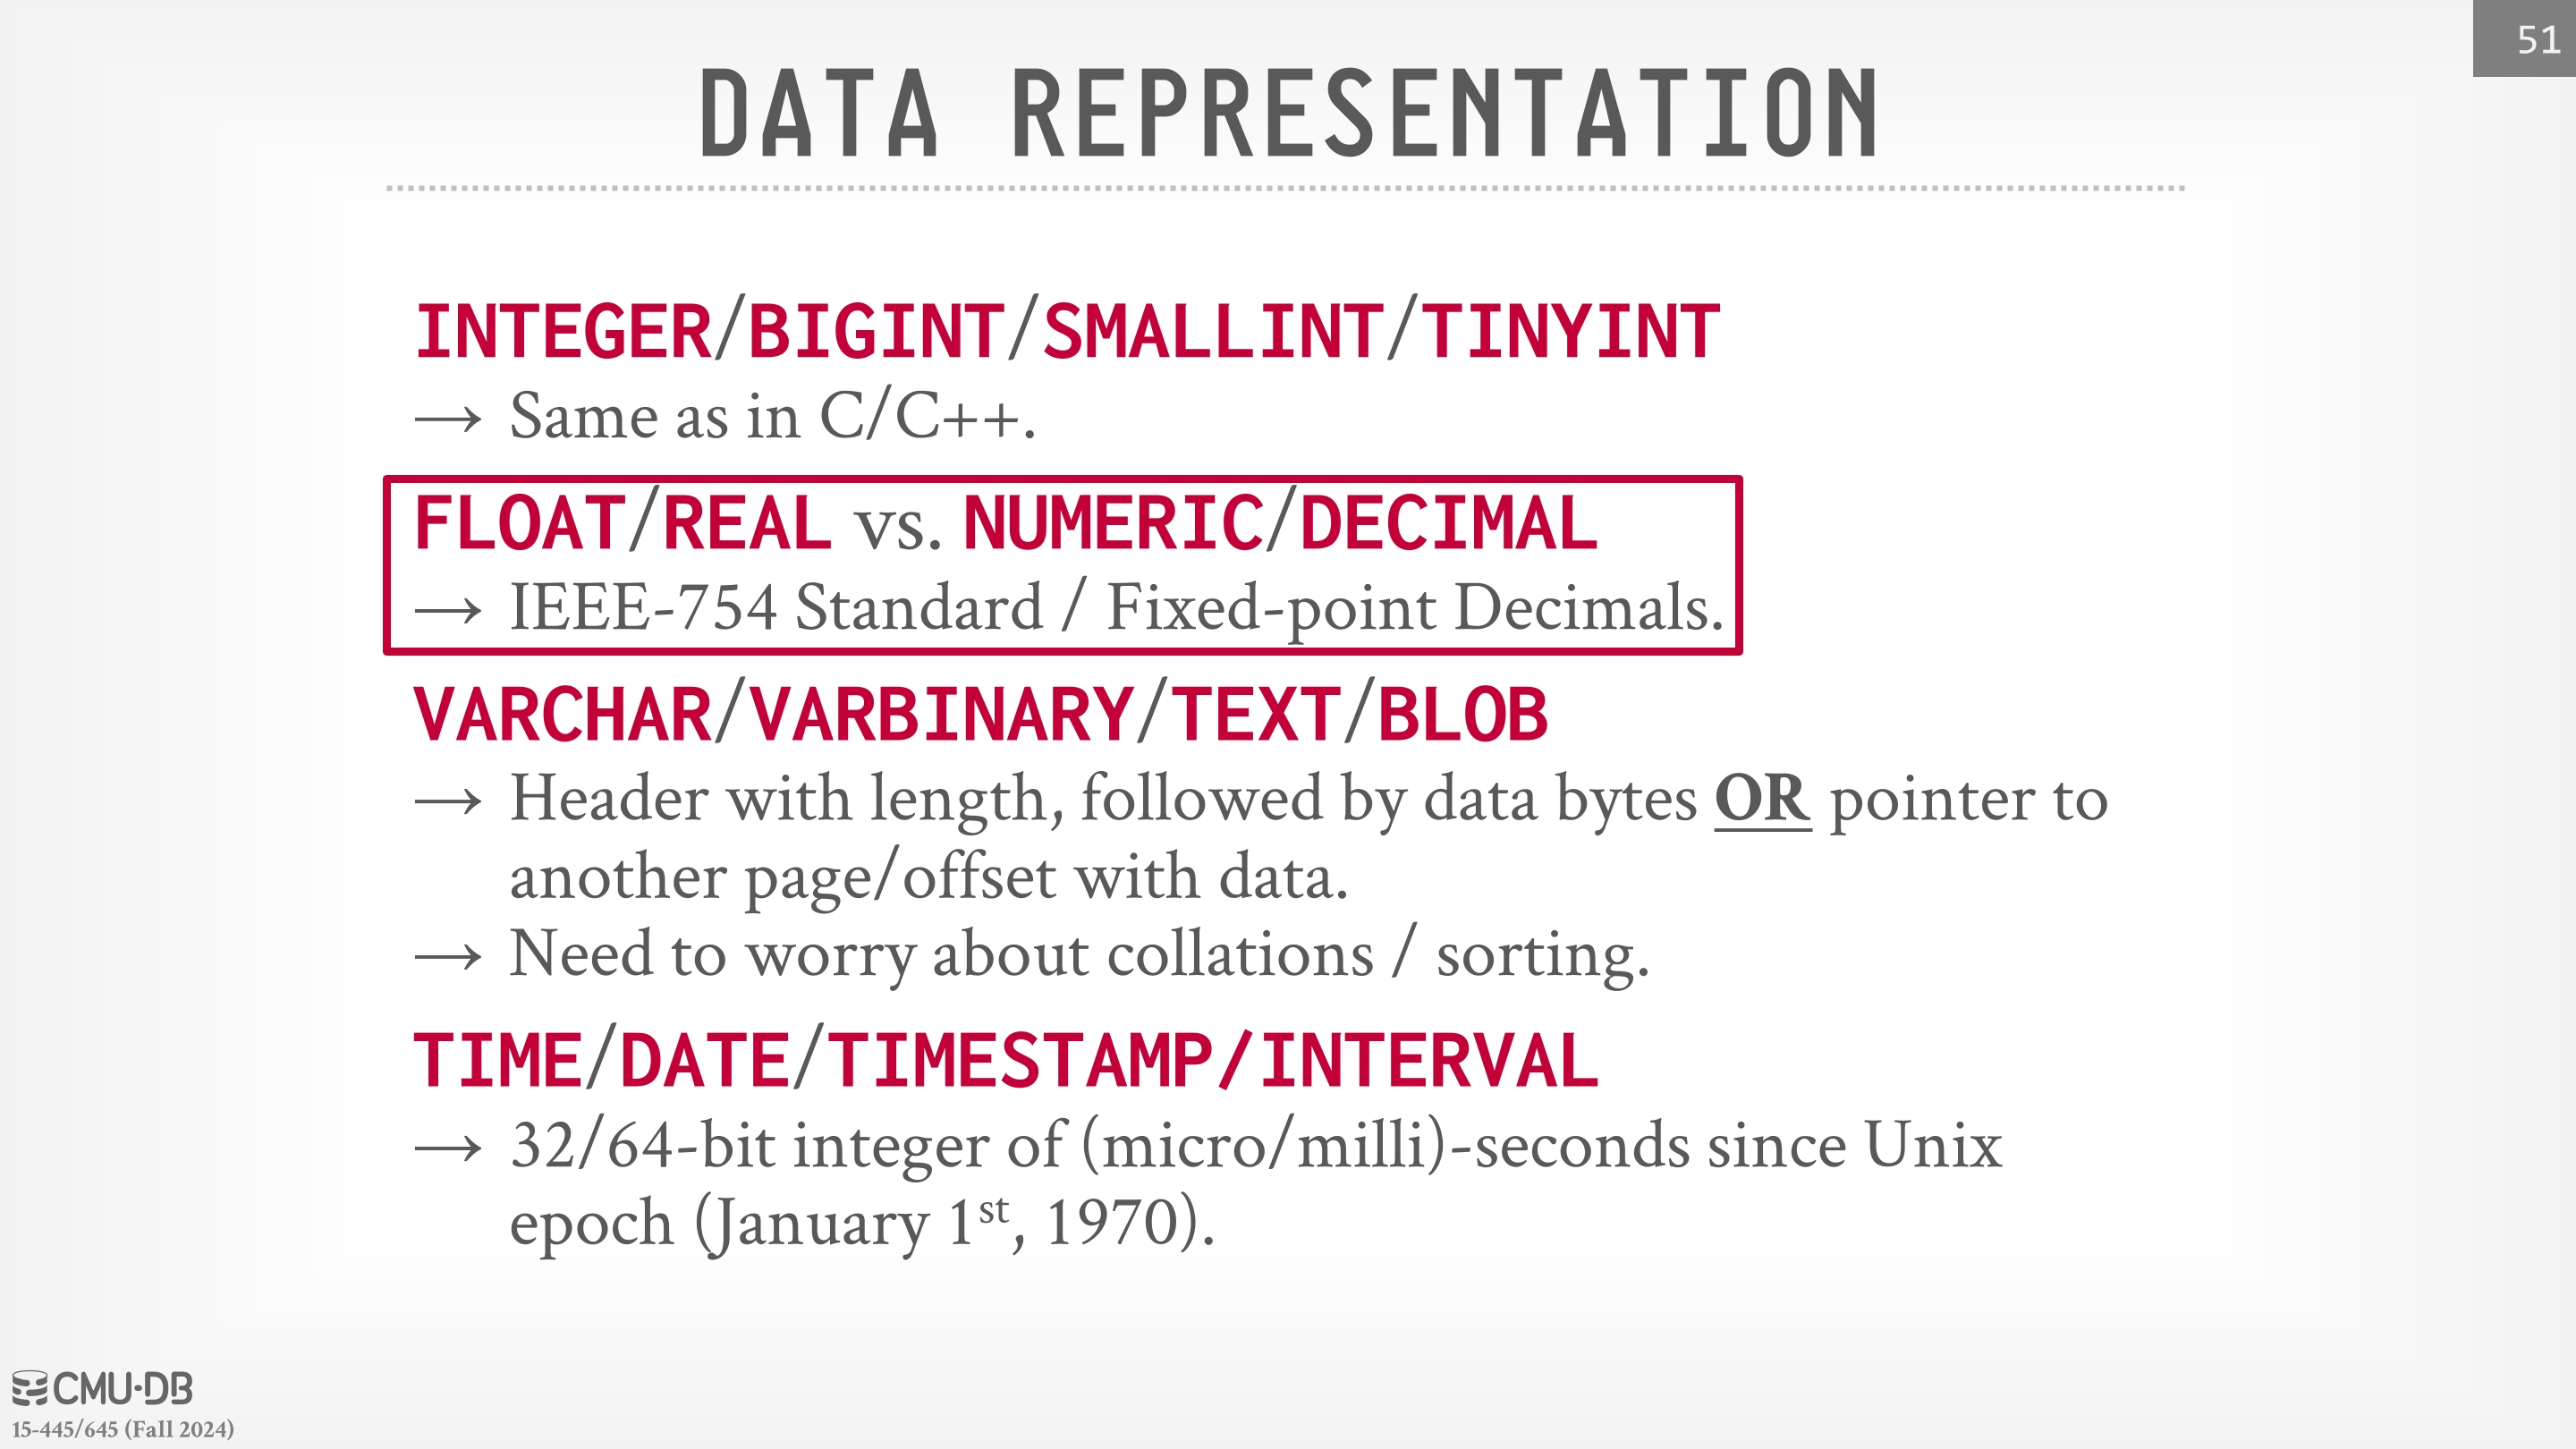 51
DATA REPRESENTATION
INTEGER/BIGINT/SMALLINT/TINYINT
→ Same as in C/C++.
FLOAT/REAL vs. NUMERIC/DECIMAL
→ IEEE-754 Standard / Fixed-point Decimals.
VARCHAR/VARBINARY/TEXT/BLOB
→ Header with length, followed by data bytes OR pointer to
another page/offset with data.
→ Need to worry about collations / sorting.
TIME/DATE/TIMESTAMP/INTERVAL
→ 32/64-bit integer of (micro/milli)-seconds since Unix
epoch (January 1st, 1970).
CMU·DB
15-445/645 (Fall 2024)